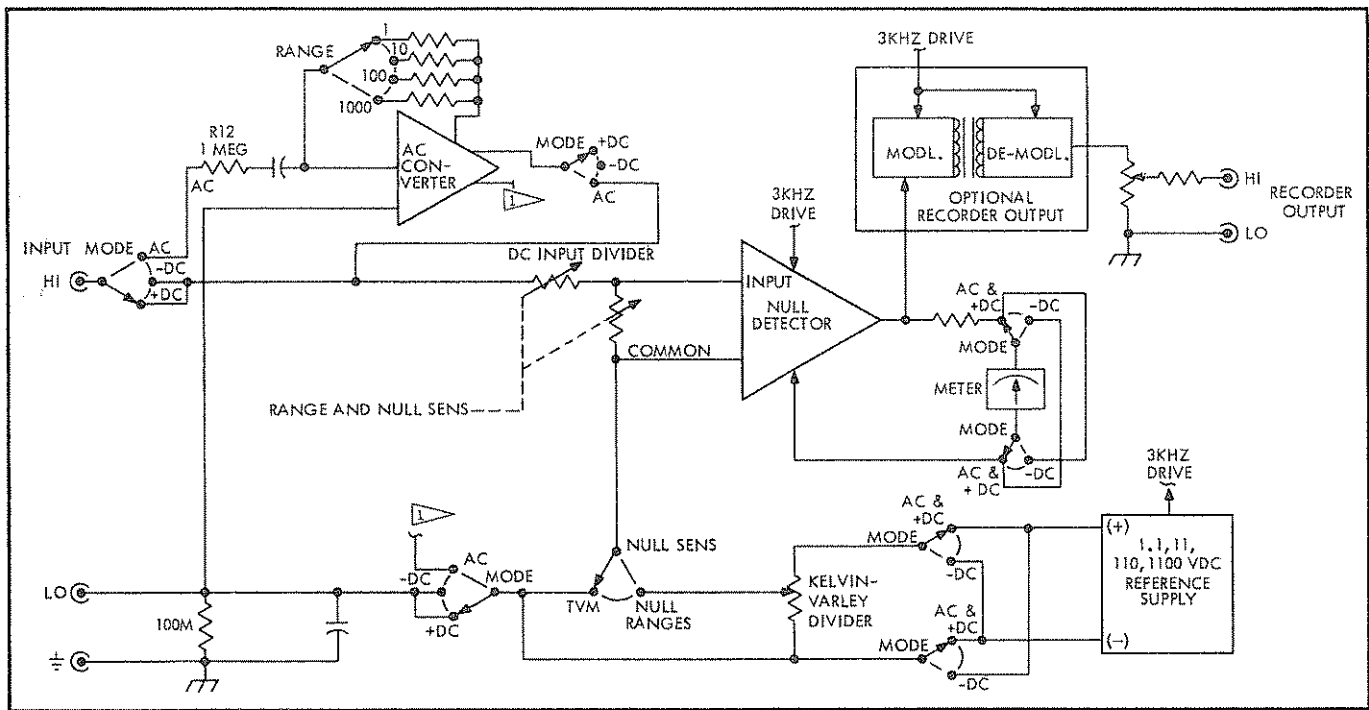 3KHZ DRIVE
RANGE
1
10
100
1000
R12
1 MEG
AC
AC
CON-
VERTER
1
MODE
+DC
-DC
AC
MODL.
DE-MODL.
OPTIONAL
RECORDER OUTPUT
HI
RECORDER
OUTPUT
LO
3KHZ
DRIVE
INPUT
HI
MODE
AC
-DC
+DC
DC INPUT DIVIDER
INPUT
NULL
DETECTOR
COMMON
AC &
+DC
-DC
MODE
METER
MODE
AC &
+ DC
-DC
RANGE AND NULL SENS
3KHZ
DRIVE
1
LO
100M
-DC
AC
MODE
+DC
NULL SENS
TVM
NULL
RANGES
KELVIN-
VARLEY
DIVIDER
AC &
+DC
MODE
-DC
AC &
+DC
MODE
-DC
(+)
1.1, 11,
110, 1100 VDC
REFERENCE
SUPPLY
(-)